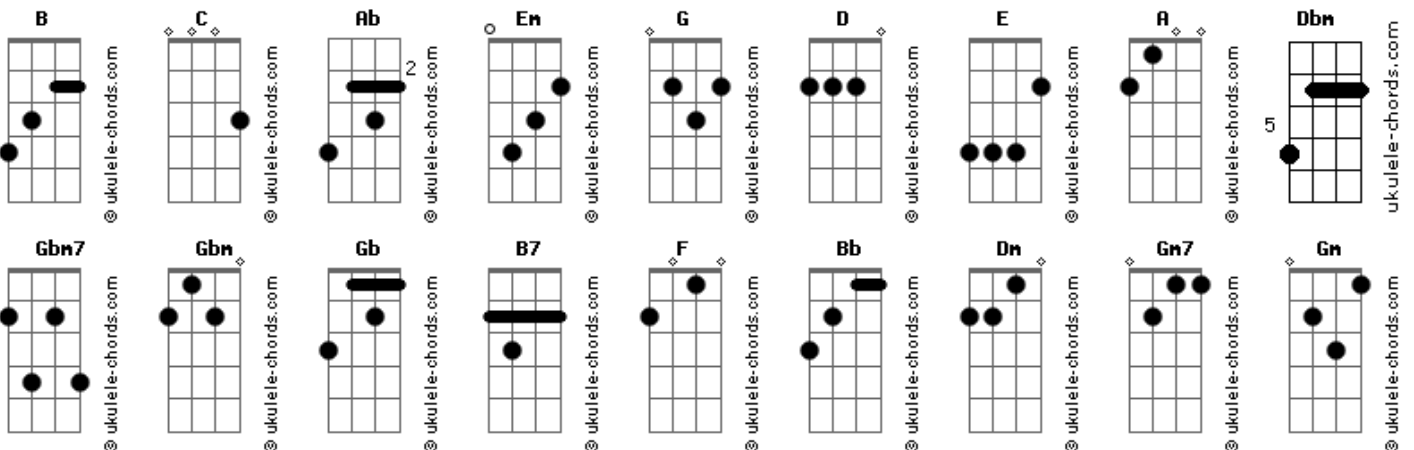 B C Ab Em G D E A Dbm
2
5
© ukulele-chords.com © ukulele-chords.com © ukulele-chords.com © ukulele-chords.com © ukulele-chords.com © ukulele-chords.com © ukulele-chords.com © ukulele-chords.com ukulele-chords.com
Gbm7 Gbm Gb B7 F Bb Dm Gm7 Gm
© ukulele-chords.com © ukulele-chords.com © ukulele-chords.com © ukulele-chords.com © ukulele-chords.com © ukulele-chords.com © ukulele-chords.com © ukulele-chords.com © ukulele-chords.com